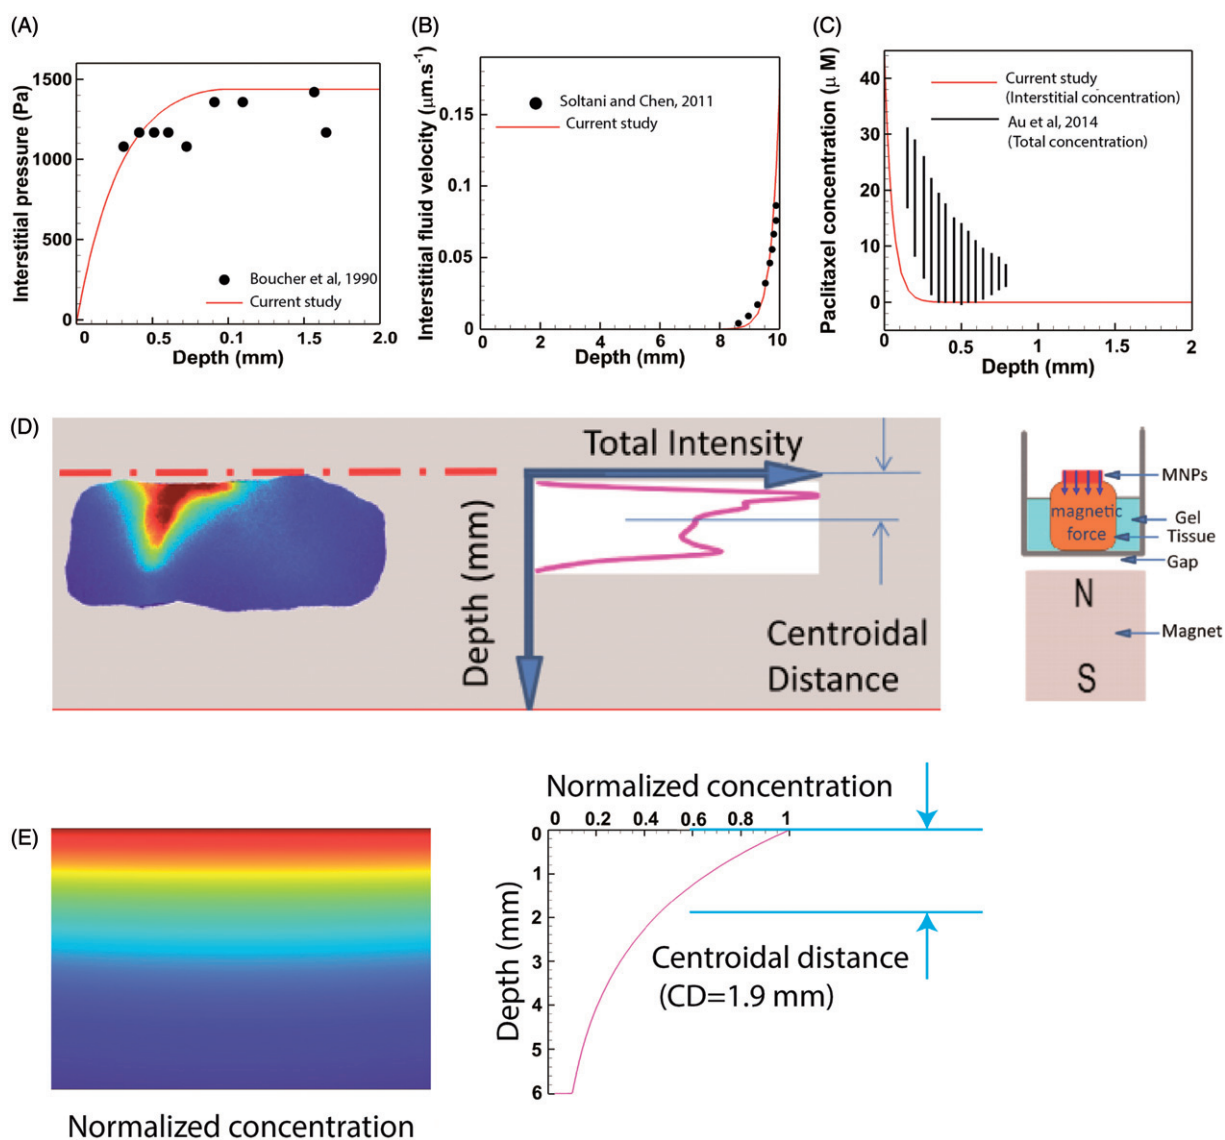 (A)
Interstitial pressure (Pa)
1500
1000
500
0
0 0.5 0.1 1.5 2.0
Depth (mm)
Boucher et al, 1990
Current study
(B)
Interstitial fluid velocity (μm.s-1)
0.15
0.1
0.05
0
0 2 4 6 8 10
Depth (mm)
Soltani and Chen, 2011
Current study
(C)
Paclitaxel concentration (μ M)
40
30
20
10
0
0 0.5 1 1.5 2
Depth (mm)
Current study
(Interstitial concentration)
Au et al, 2014
(Total concentration)
(D)
Total Intensity
Depth (mm)
Centroidal
Distance
MNPs
magnetic
force
Gel
Tissue
Gap
N
Magnet
S
(E)
Normalized concentration
Normalized concentration
0 0.2 0.4 0.6 0.8 1
0
1
2
3
4
5
6
Depth (mm)
Centroidal distance
(CD=1.9 mm)